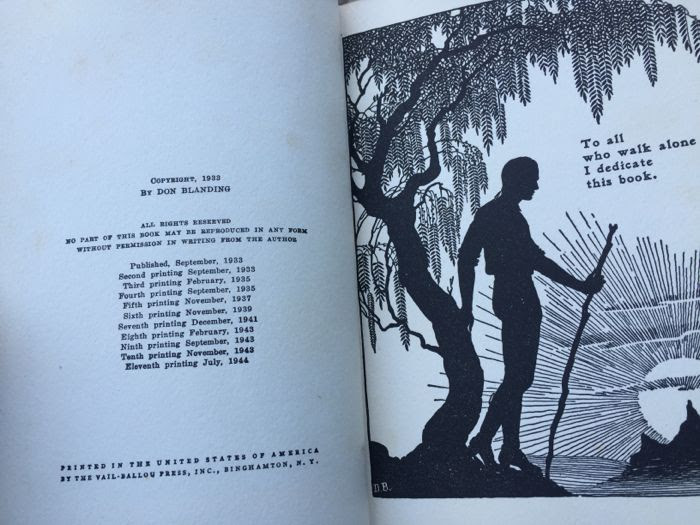 COPYRIGHT, 1933
BY DON BLANDING
ALL RIGHTS RESERVED
NO PART OF THIS BOOK MAY BE REPRODUCED IN ANY FORM
WITHOUT PERMISSION IN WRITING FROM THE AUTHOR
Published, September, 1933
Second printing September, 1933
Third printing February, 1935
Fourth printing September, 1935
Fifth printing November, 1937
Sixth printing November, 1939
Seventh printing December, 1941
Eighth printing February, 1943
Ninth printing September, 1943
Tenth printing November, 1943
Eleventh printing July, 1944
PRINTED IN THE UNITED STATES OF AMERICA
BY THE VAIL-BALLOU PRESS, INC., BINGHAMTON, N. Y.
To all
who walk alone
I dedicate
this book.
D.B.